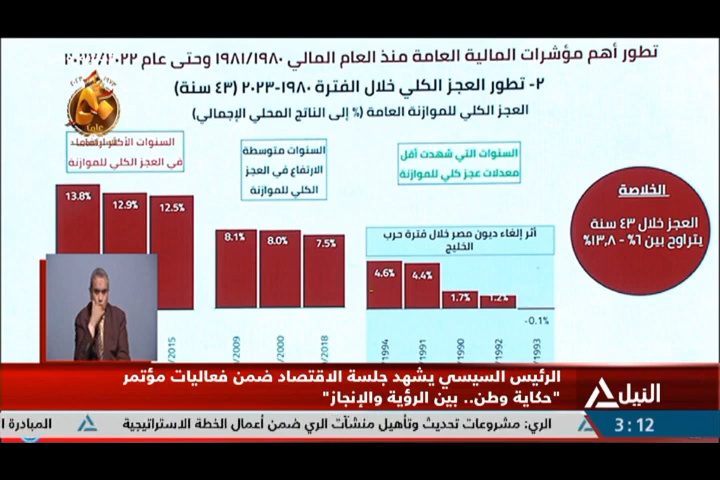 تطور أهم مؤشرات المالية العامة منذ العام المالي ١٩٨١/١٩٨٠ وحتى عام ٢٠٢٣/٢٠٢٢
٢- تطور العجز الكلي خلال الفترة ١٩٨٠-٢٠٢٣ (٤٣ سنة)
العجز الكلي للموازنة العامة (% إلى الناتج المحلي الإجمالي)
السنوات الأكثر
في العجز الكلي للموازنة
السنوات متوسطة
الارتفاع في العجز
الكلي للموازنة
السنوات التي شهدت أقل
معدلات عجز كلي للموازنة
الخلاصة
العجز خلال ٤٣ سنة
يتراوح بين ٦% - ١٣٫٨%
أثر إلغاء ديون مصر خلال فترة حرب
الخليج
13.8%
12.9%
12.5%
8.1%
8.0%
7.5%
4.6%
4.4%
1.7%
1.2%
-0.1%
/2015
/2009
/2000
/2018
/1994
/1991
/1990
/1992
/1993
الرئيس السيسي يشهد جلسة الاقتصاد ضمن فعاليات مؤتمر
"حكاية وطن.. بين الرؤية والإنجاز"
النيل
3:12
الري: مشروعات تحديث وتأهيل منشآت الري ضمن أعمال الخطة الاستراتيجية
المبادرة